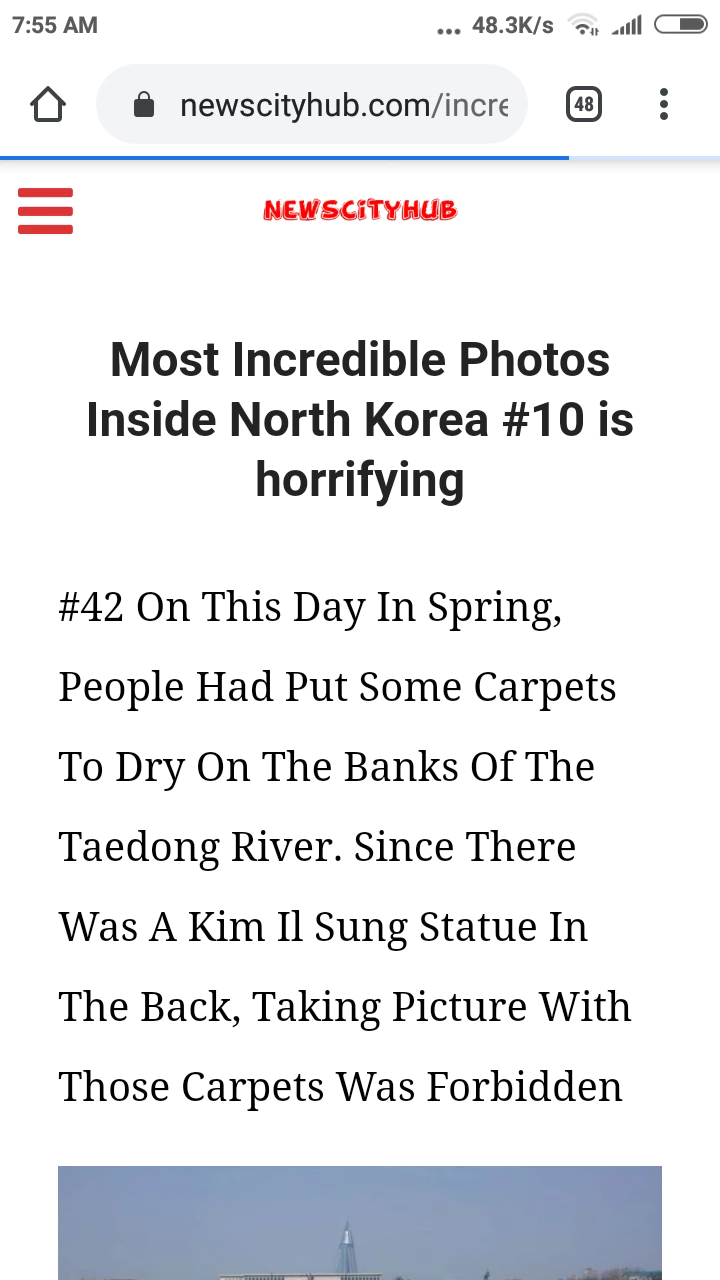 7:55 AM ... 48.3K/s
newscityhub.com/incre 48
NEWSCiTYHUB
Most Incredible Photos
Inside North Korea #10 is
horrifying
#42 On This Day In Spring,
People Had Put Some Carpets
To Dry On The Banks Of The
Taedong River. Since There
Was A Kim Il Sung Statue In
The Back, Taking Picture With
Those Carpets Was Forbidden